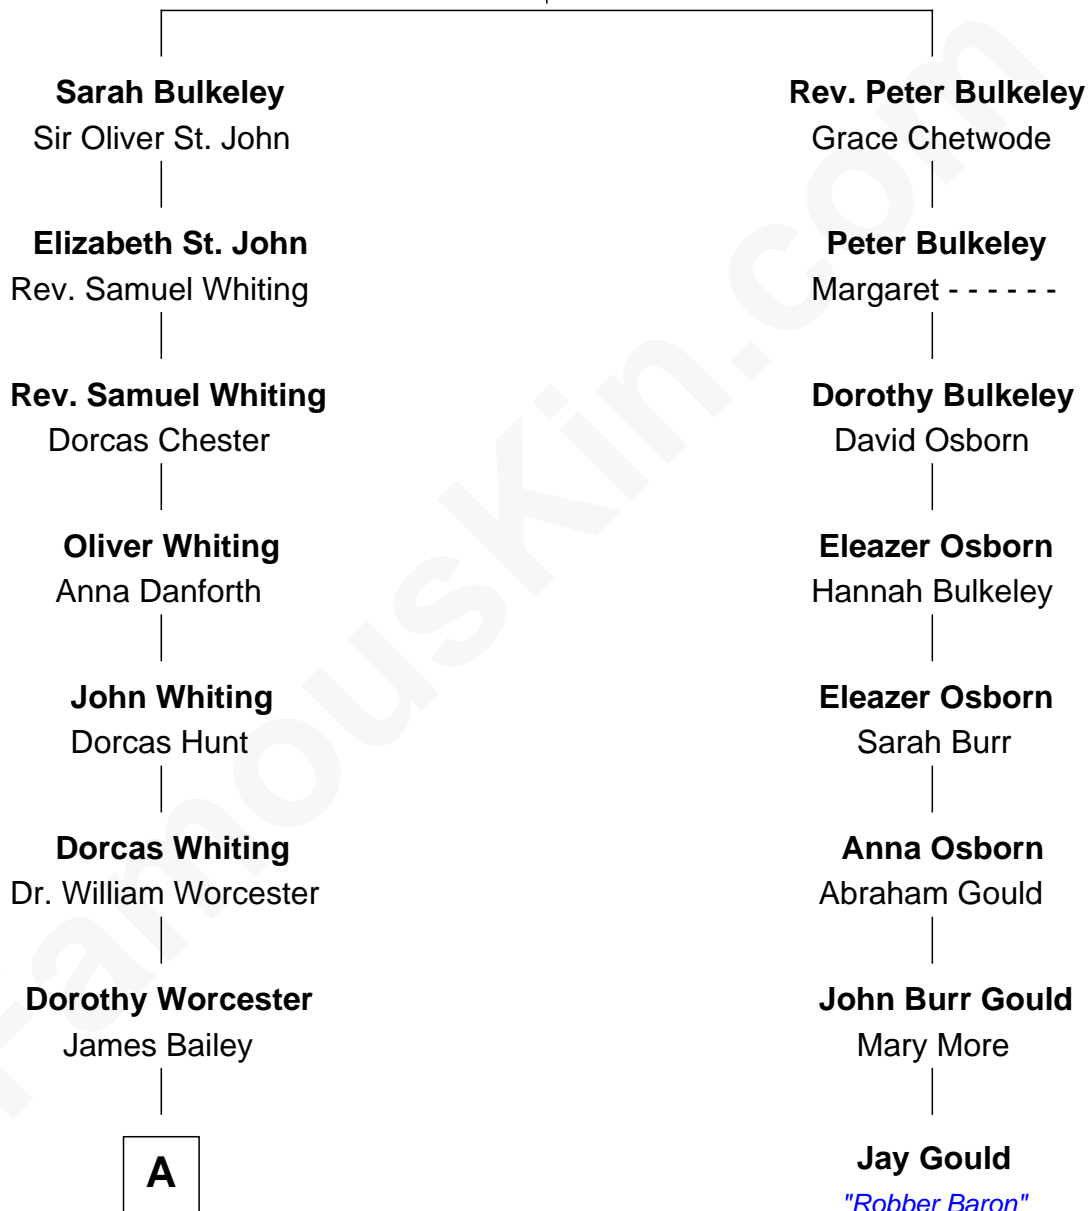 Sarah Bulkeley
Sir Oliver St. John
Rev. Peter Bulkeley
Grace Chetwode
Elizabeth St. John
Rev. Samuel Whiting
Peter Bulkeley
Margaret - - - - - -
Rev. Samuel Whiting
Dorcas Chester
Dorothy Bulkeley
David Osborn
Oliver Whiting
Anna Danforth
Eleazer Osborn
Hannah Bulkeley
John Whiting
Dorcas Hunt
Eleazer Osborn
Sarah Burr
Dorcas Whiting
Dr. William Worcester
Anna Osborn
Abraham Gould
Dorothy Worcester
James Bailey
John Burr Gould
Mary More
A
Jay Gould
"Robber Baron"
FamousKin.com